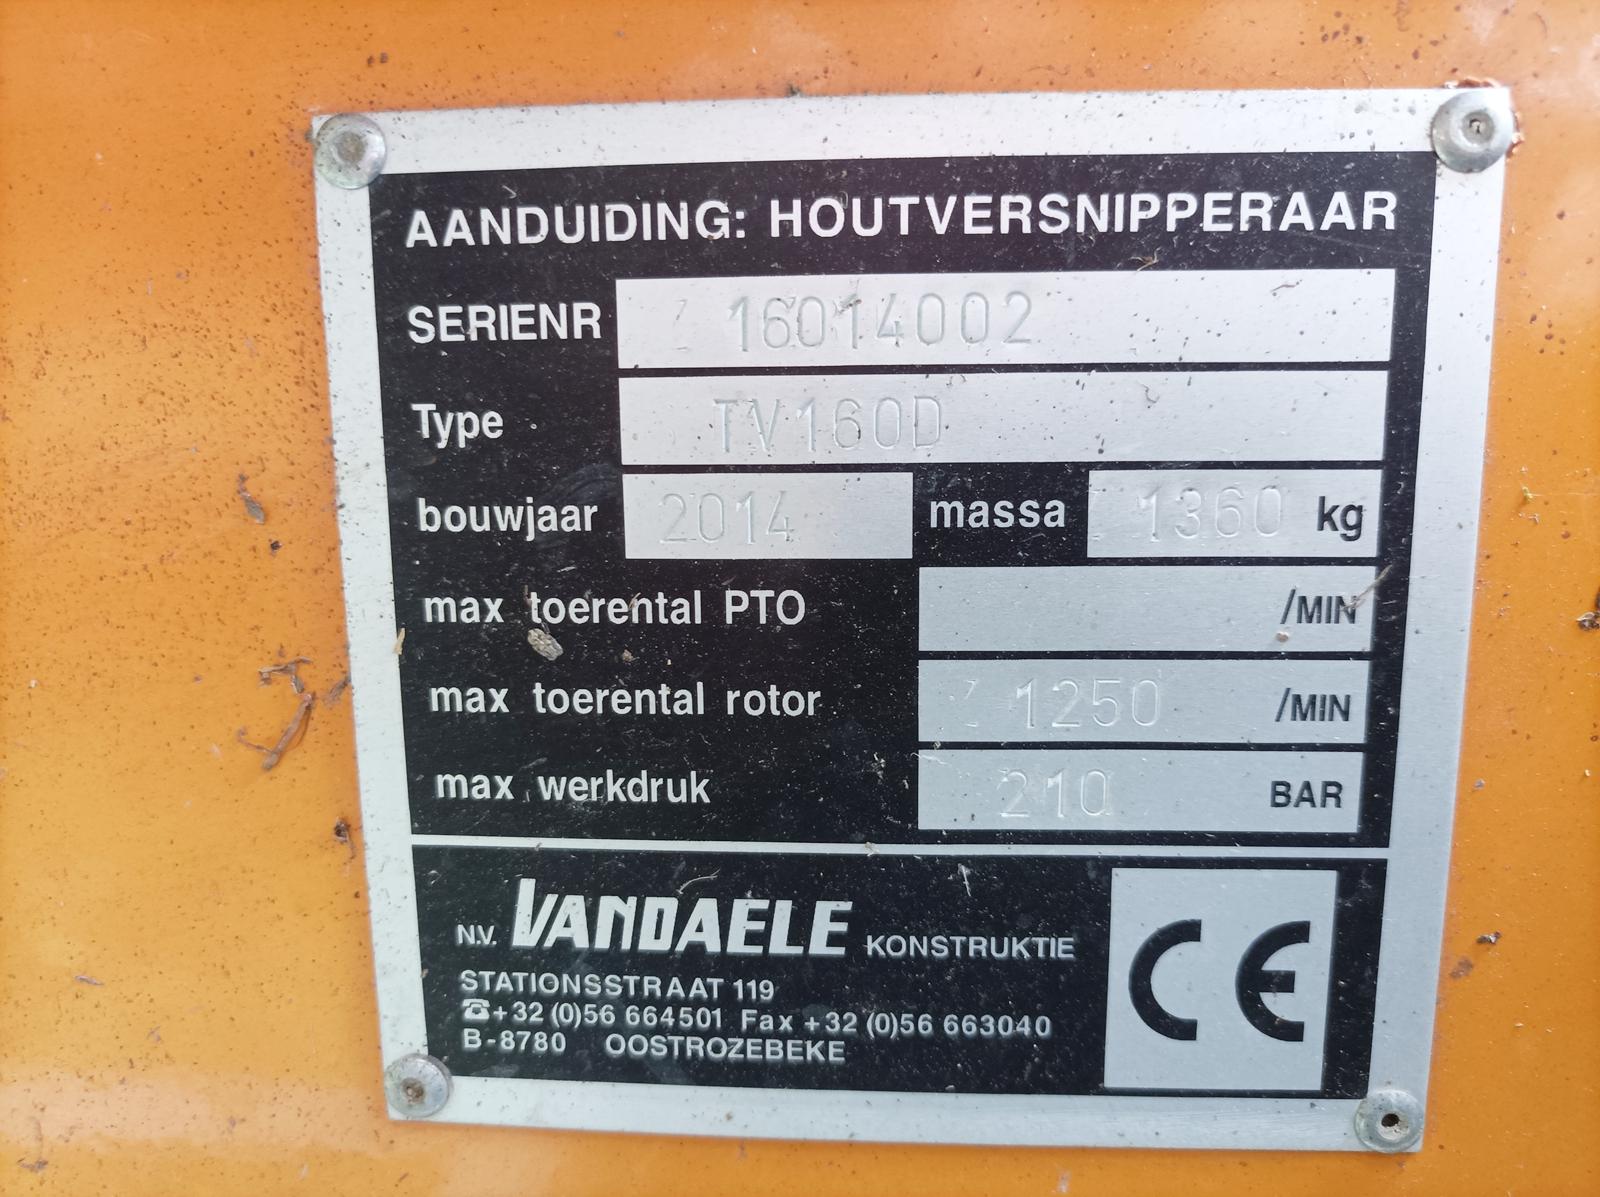 AANDUIDING: HOUTVERSNIPPERAAR
SERIENR 16014002
Type TV160D
bouwjaar 2014 massa 1360 kg
max toerental PTO /MIN
max toerental rotor 1250 /MIN
max werkdruk 210 BAR
N.V. VANDAELE KONSTRUKTIE
STATIONSSTRAAT 119
☎+32 (0)56 664501 Fax +32 (0)56 663040
B-8780 OOSTROZEBEKE
CE